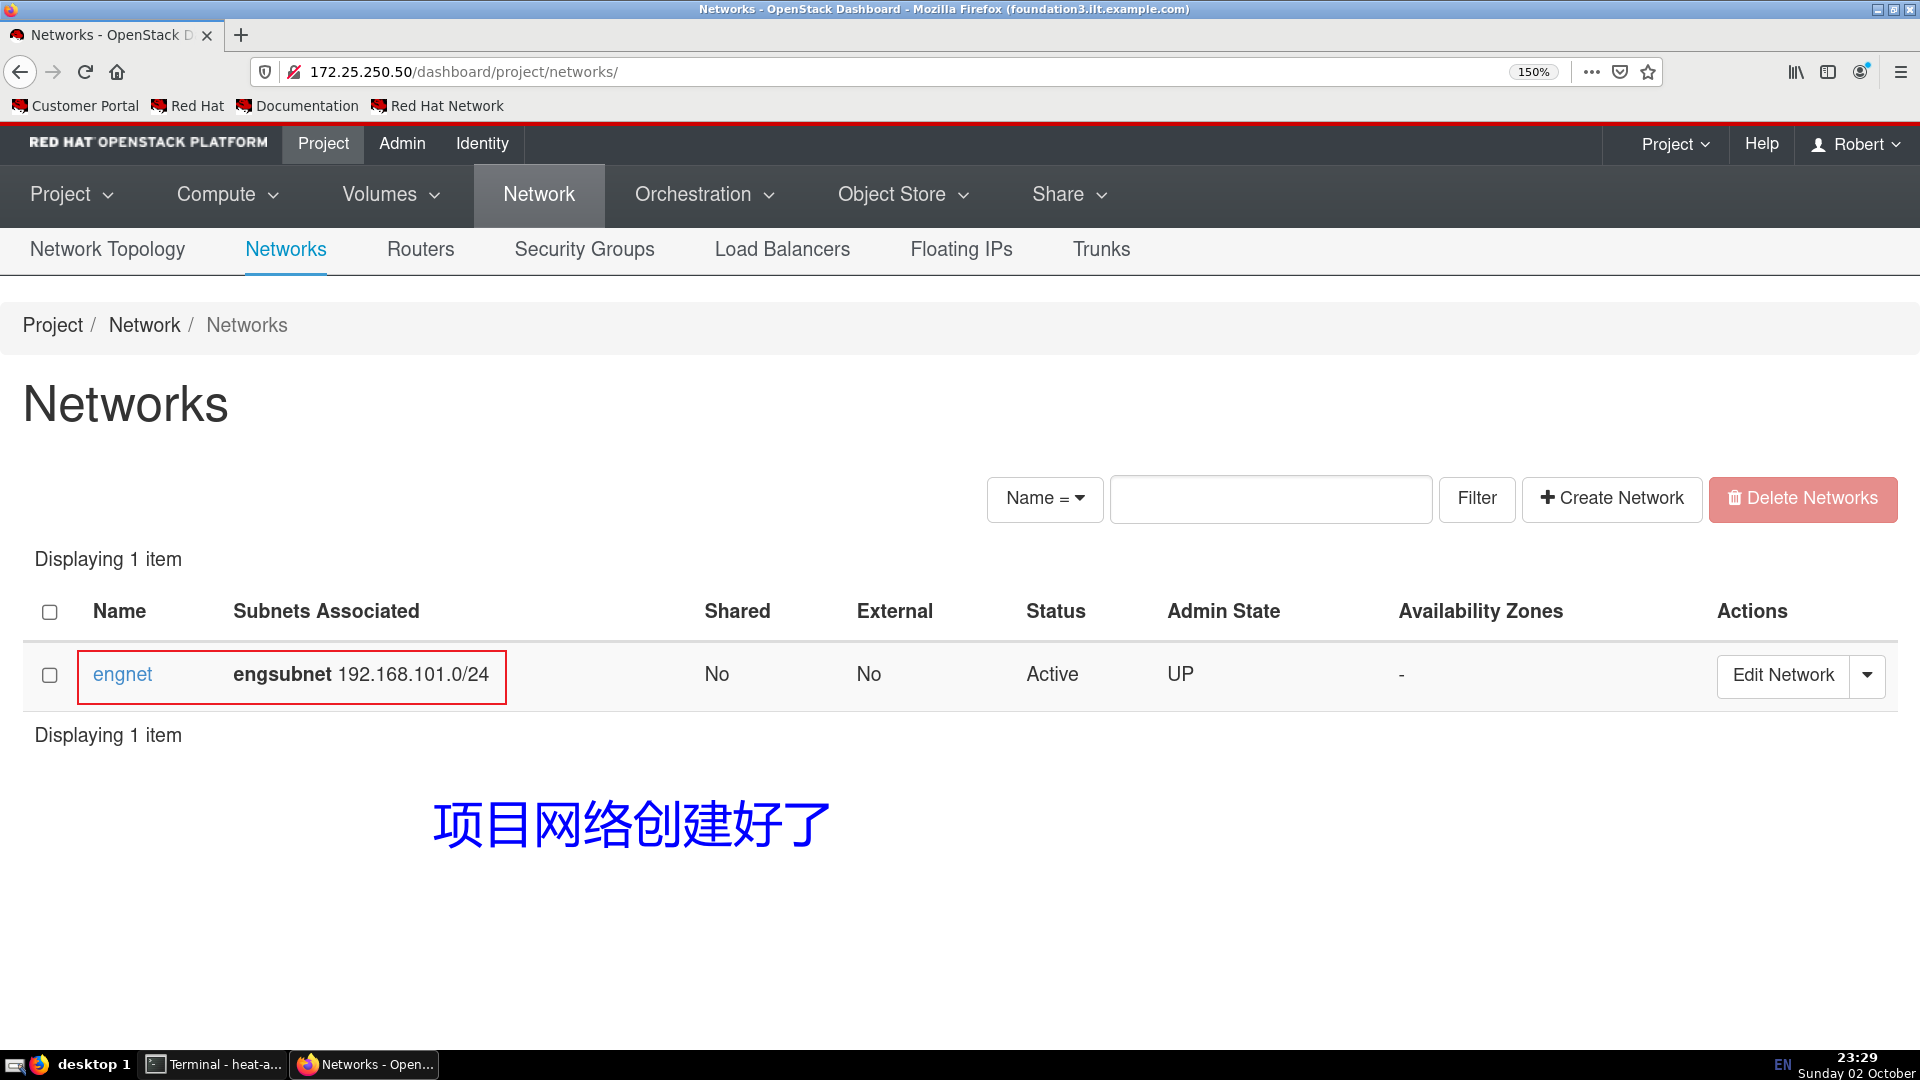 Networks - OpenStack Dashboard - Mozilla Firefox (foundation3.ilt.example.com)
Networks - OpenStack D
172.25.250.50/dashboard/project/networks/
150%
Customer Portal Red Hat Documentation Red Hat Network
RED HAT OPENSTACK PLATFORM Project Admin Identity Project Help Robert
Project Compute Volumes Network Orchestration Object Store Share
Network Topology Networks Routers Security Groups Load Balancers Floating IPs Trunks
Project / Network / Networks
Networks
Name = Filter Create Network Delete Networks
Displaying 1 item
Name Subnets Associated Shared External Status Admin State Availability Zones Actions
engnet engsubnet 192.168.101.0/24 No No Active UP - Edit Network
Displaying 1 item
项目网络创建好了
desktop 1 Terminal - heat-a... Networks - Open... EN 23:29
Sunday 02 October